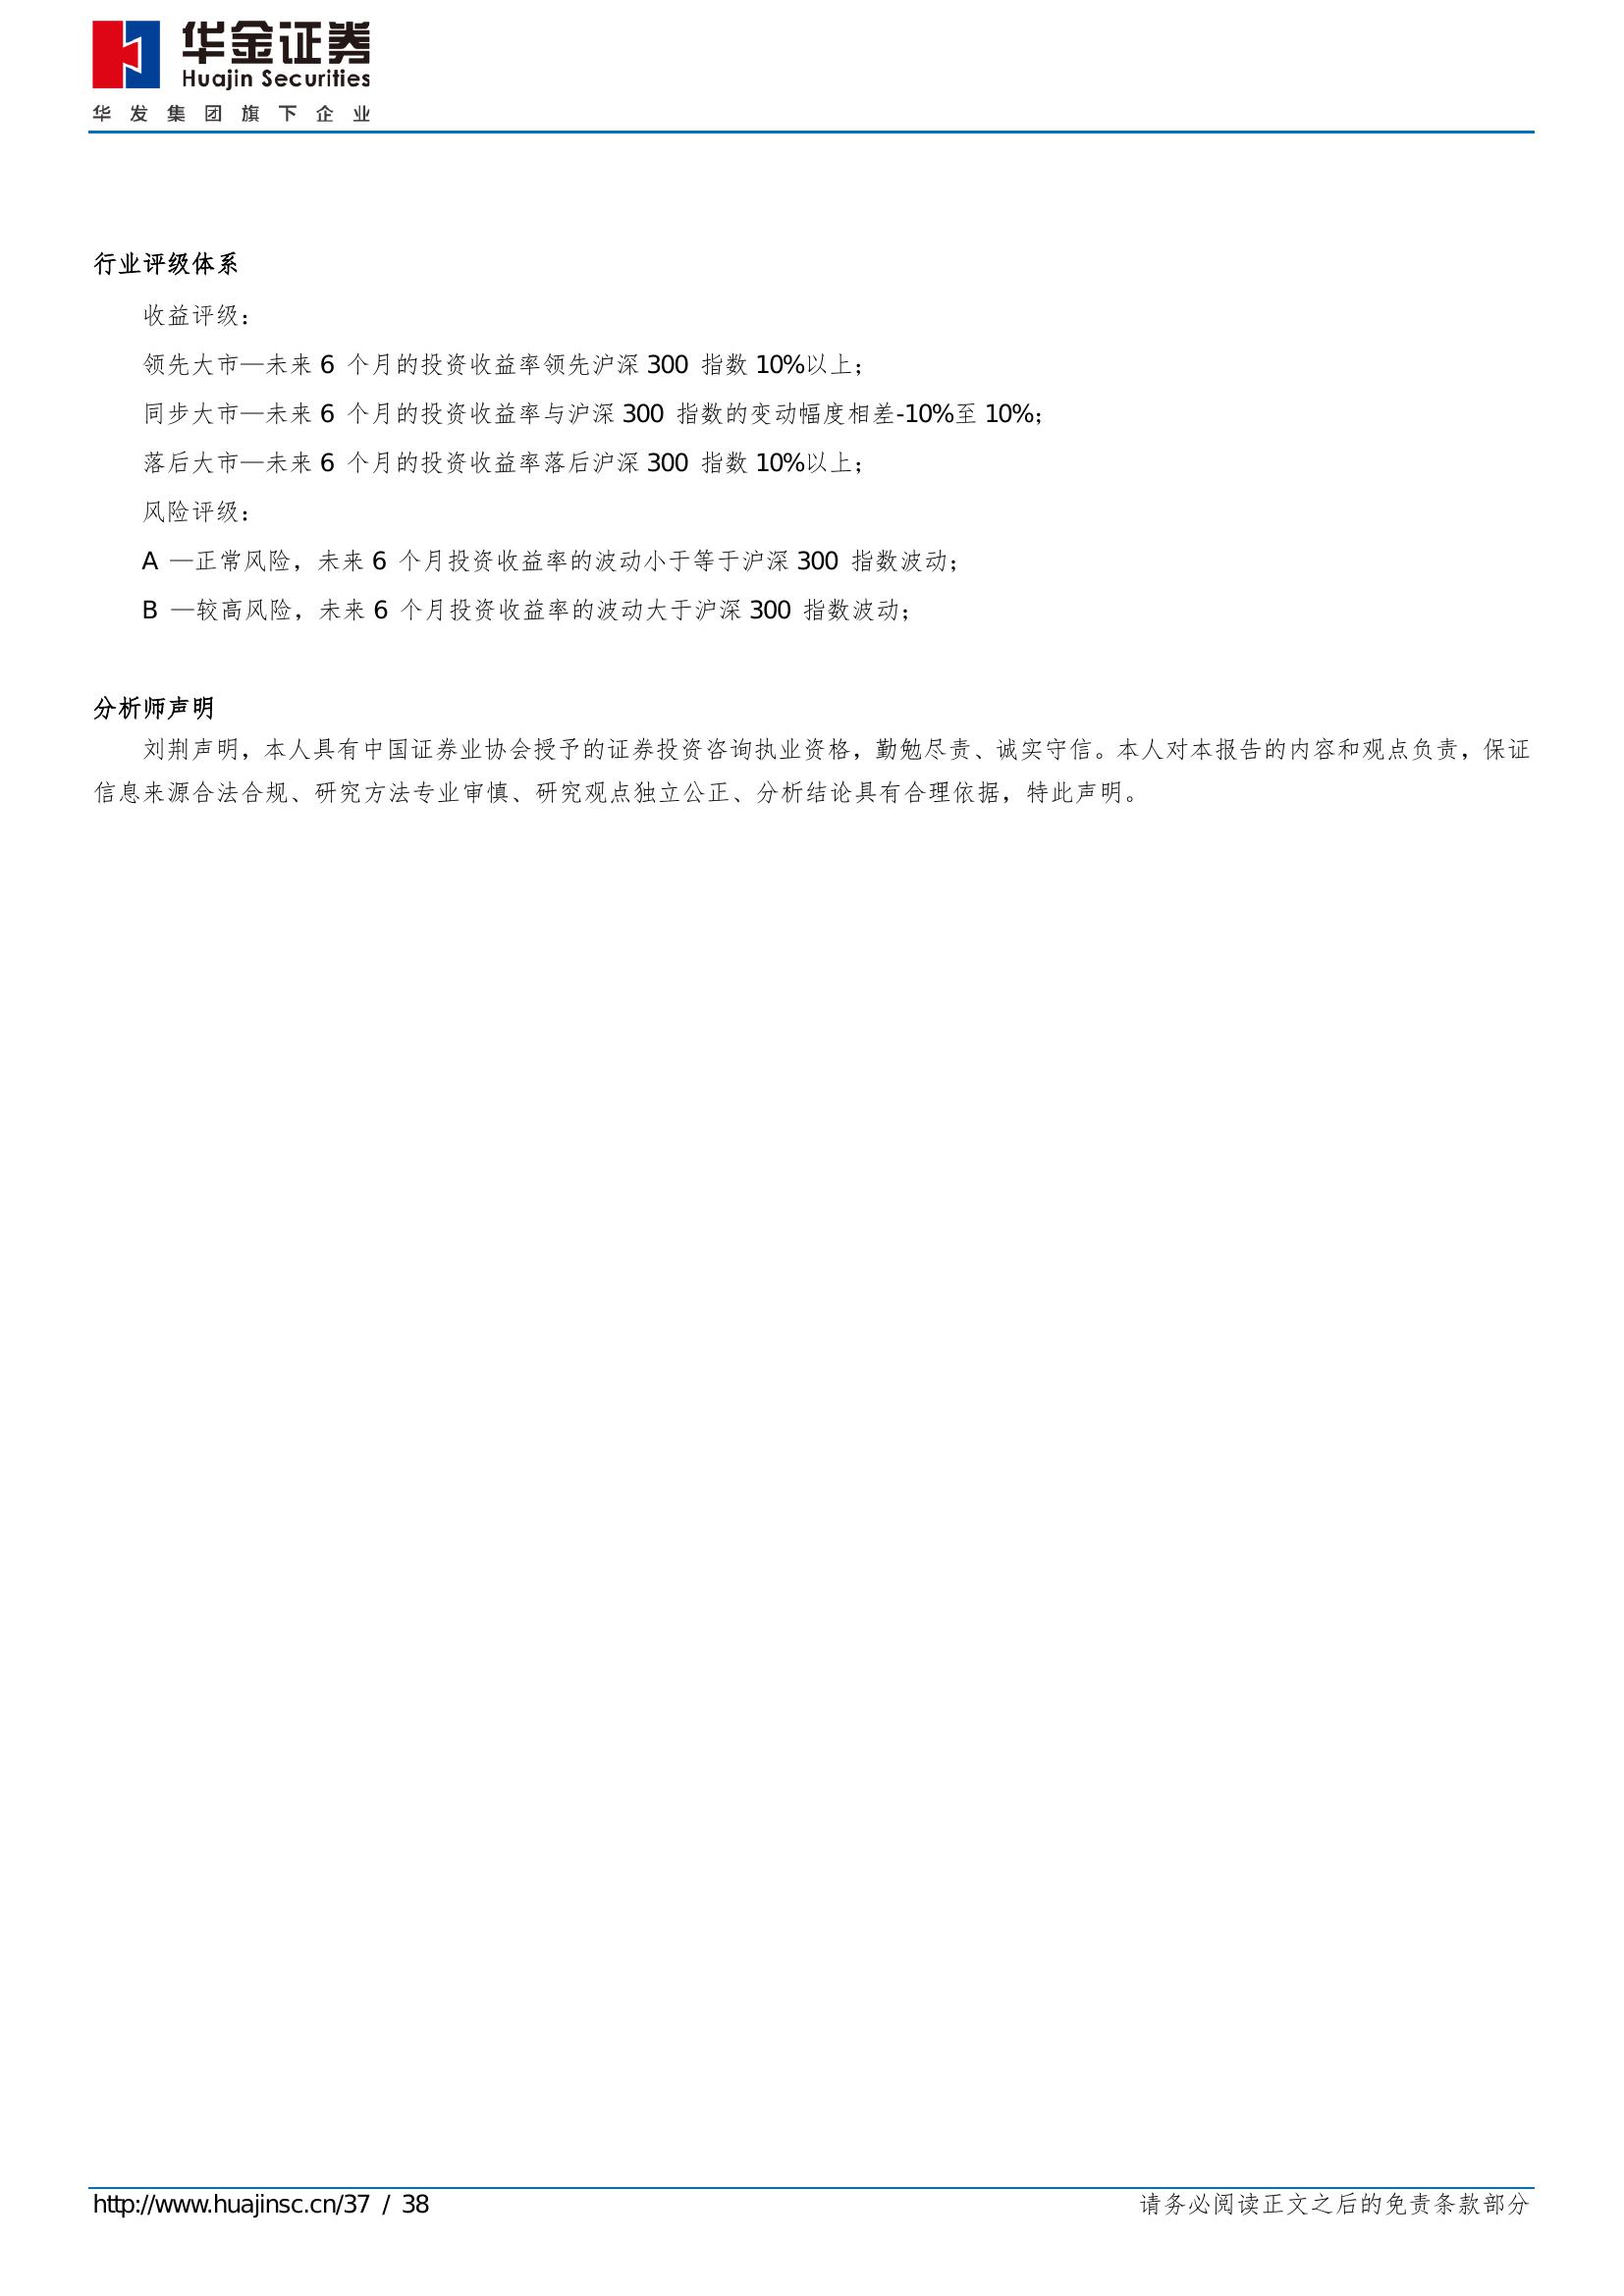 华金证券
Huajin Securities
华发集团旗下企业
行业评级体系
收益评级：
领先大市—未来 6 个月的投资收益率领先沪深 300 指数 10%以上；
同步大市—未来 6 个月的投资收益率与沪深 300 指数的变动幅度相差-10%至 10%；
落后大市—未来 6 个月的投资收益率落后沪深 300 指数 10%以上；
风险评级：
A —正常风险，未来 6 个月投资收益率的波动小于等于沪深 300 指数波动；
B —较高风险，未来 6 个月投资收益率的波动大于沪深 300 指数波动；
分析师声明
刘荆声明，本人具有中国证券业协会授予的证券投资咨询执业资格，勤勉尽责、诚实守信。本人对本报告的内容和观点负责，保证
信息来源合法合规、研究方法专业审慎、研究观点独立公正、分析结论具有合理依据，特此声明。
http://www.huajinsc.cn/37 / 38
请务必阅读正文之后的免责条款部分